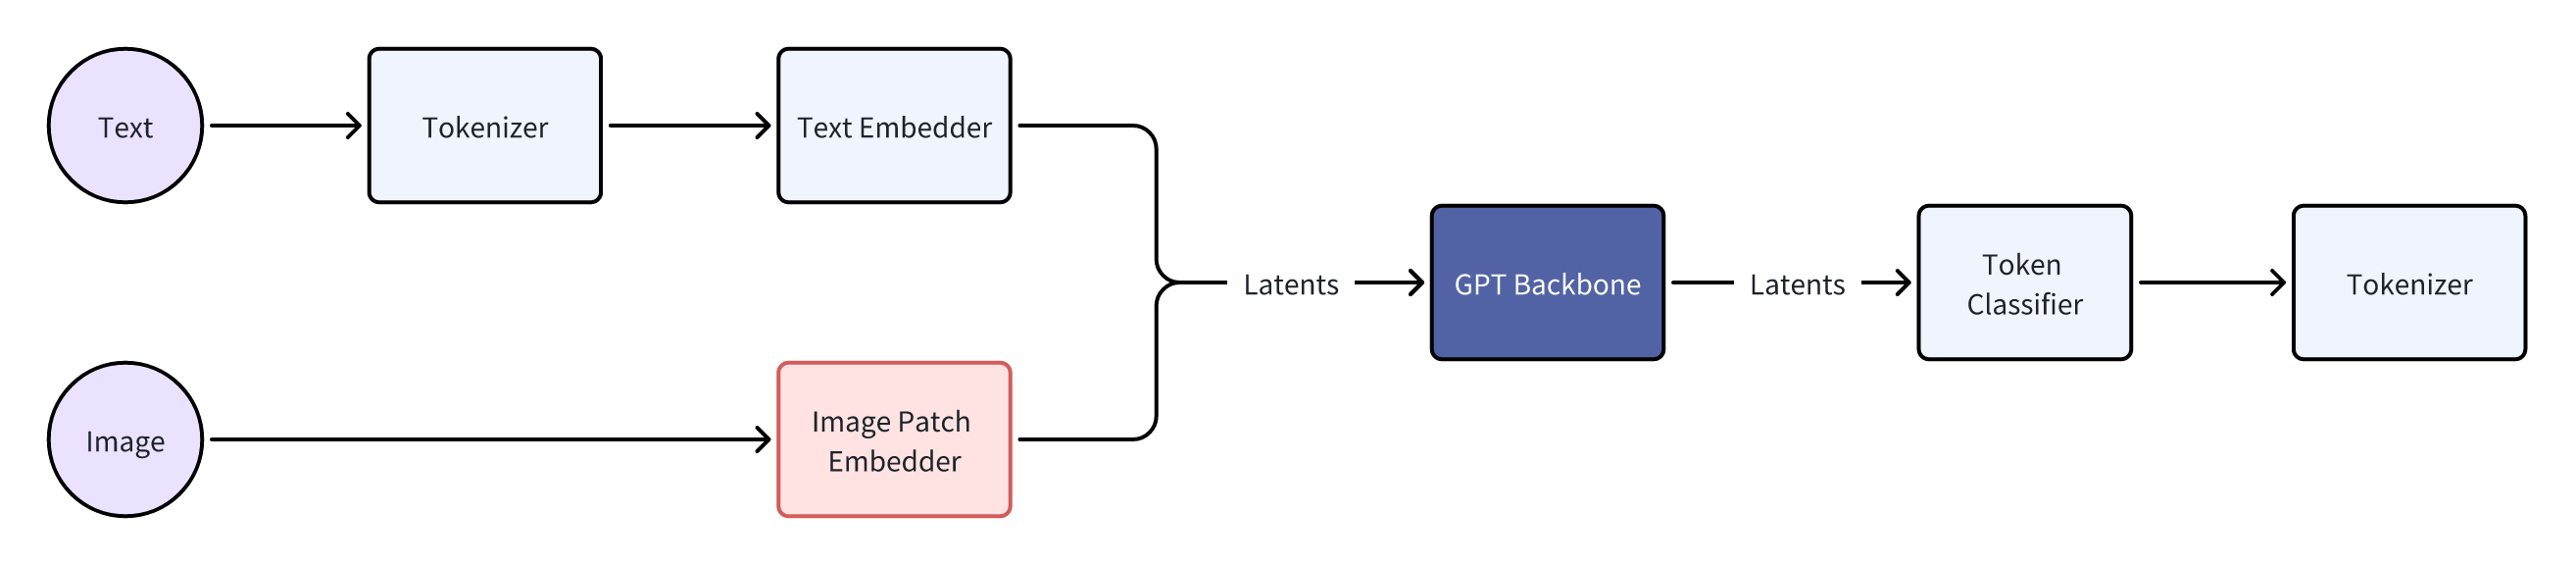 Text
Tokenizer
Text Embedder
Latents
GPT Backbone
Latents
Token
Classifier
Tokenizer
Image
Image Patch
Embedder